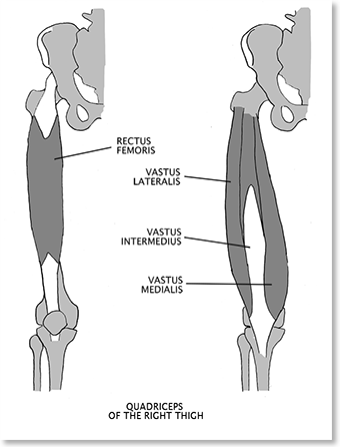 RECTUS
FEMORIS
VASTUS
LATERALIS
VASTUS
INTERMEDIUS
VASTUS
MEDIALIS
QUADRICEPS
OF THE RIGHT THIGH